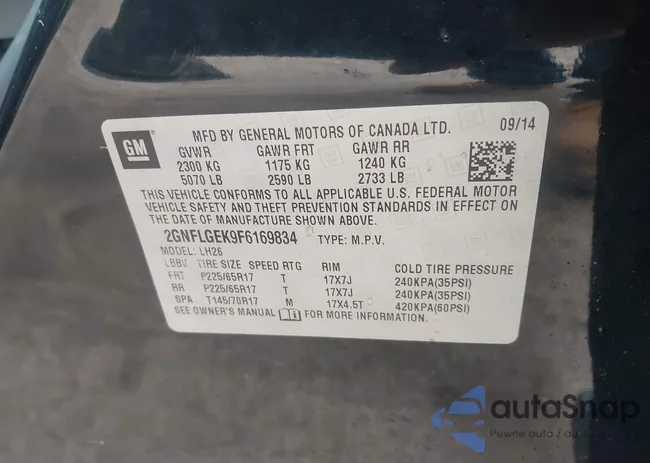 GM
MFD BY GENERAL MOTORS OF CANADA LTD. 09/14
GVWR GAWR FRT GAWR RR
2300 KG 1175 KG 1240 KG
5070 LB 2590 LB 2733 LB
THIS VEHICLE CONFORMS TO ALL APPLICABLE U.S. FEDERAL MOTOR
VEHICLE SAFETY AND THEFT PREVENTION STANDARDS IN EFFECT ON
THE DATE OF MANUFACTURE SHOWN ABOVE.
2GNFLGEK9F6169834 TYPE: M.P.V.
MODEL: LH26
LBBV TIRE SIZE SPEED RTG RIM COLD TIRE PRESSURE
FRT P225/65R17 T 17X7J 240KPA(35PSI)
RR P225/65R17 T 17X7J 240KPA(35PSI)
SPA T145/70R17 M 17X4.5T 420KPA(60PSI)
SEE OWNER'S MANUAL FOR MORE INFORMATION.
autoSnap
Pewne auto z